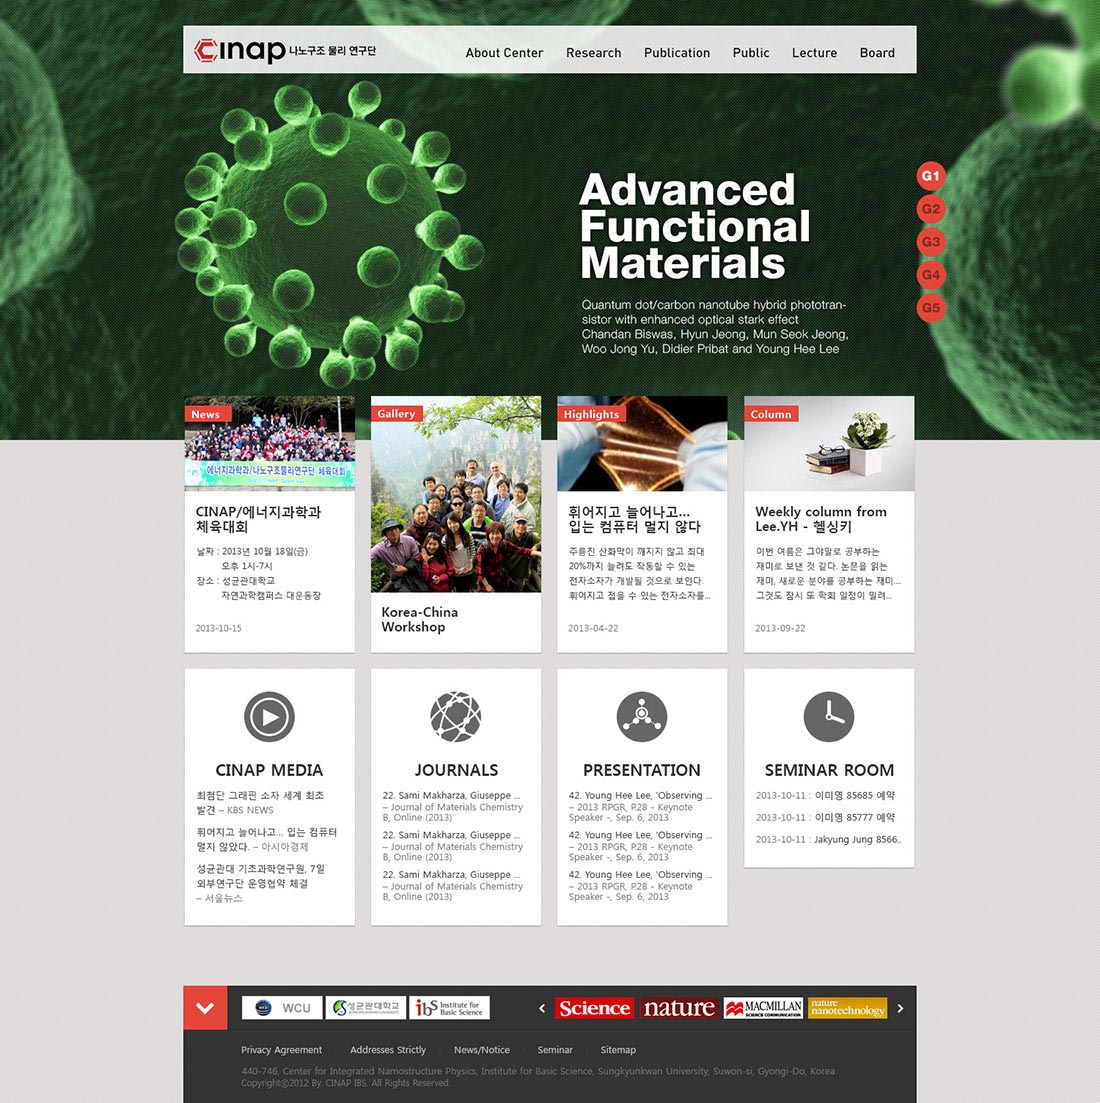 cınap 나노구조 물리 연구단
About Center Research Publication Public Lecture Board
Advanced
Functional
Materials
Quantum dot/carbon nanotube hybrid phototran-
sistor with enhanced optical stark effect
Chandan Biswas, Hyun Jeong, Mun Seok Jeong,
Woo Jong Yu, Didier Pribat and Young Hee Lee
G1
G2
G3
G4
G5
News
에너지과학과/나노구조물리연구단 체육대회
CINAP/에너지과학과
체육대회
날짜 : 2013년 10월 18일(금)
오후 1시-7시
장소 : 성균관대학교
자연과학캠퍼스 대운동장
2013-10-15
Gallery
Korea-China
Workshop
Highlights
휘어지고 늘어나고...
입는 컴퓨터 멀지 않다
주름진 산화막이 깨지지 않고 최대
20%까지 늘려도 작동할 수 있는
전자소자가 개발될 것으로 보인다.
휘어지고 접을 수 있는 전자소자를...
2013-04-22
Column
Weekly column from
Lee.YH - 헬싱키
이번 여름은 그야말로 공부하는
재미로 보낸 것 같다. 논문을 읽는
재미, 새로운 분야를 공부하는 재미....
그것도 잠시 또 학회 일정이 밀려...
2013-09-22
CINAP MEDIA
최첨단 그래핀 소자 세계 최초
발견 – KBS NEWS
휘어지고 늘어나고... 입는 컴퓨터
멀지 않았다. – 아시아경제
성균관대 기초과학연구원, 7일
외부연구단 운영협약 체결
– 서울뉴스
JOURNALS
22. Sami Makharza, Giuseppe ...
– Journal of Materials Chemistry
B, Online (2013)
22. Sami Makharza, Giuseppe ...
– Journal of Materials Chemistry
B, Online (2013)
22. Sami Makharza, Giuseppe ...
– Journal of Materials Chemistry
B, Online (2013)
PRESENTATION
42. Young Hee Lee, 'Observing ...
– 2013 RPGR, P.28 - Keynote
Speaker -, Sep. 6, 2013
42. Young Hee Lee, 'Observing ...
– 2013 RPGR, P.28 - Keynote
Speaker -, Sep. 6, 2013
42. Young Hee Lee, 'Observing ...
– 2013 RPGR, P.28 - Keynote
Speaker -, Sep. 6, 2013
SEMINAR ROOM
2013-10-11 : 이미영 85685 예약
2013-10-11 : 이미영 85777 예약
2013-10-11 : Jakyung Jung 8566..
WCU
성균관대학교
ibS Institute for
Basic Science
Science
nature
MACMILLAN
SCIENCE COMMUNICATION
nature
nanotechnology
Privacy Agreement Addresses Strictly News/Notice Seminar Sitemap
440-746, Center for Integrated Namostructure Physics, Institute for Basic Science, Sungkyunkwan University, Suwon-si, Gyongi-Do, Korea
Copyright©2012 By. CINAP IBS. All Rights Reserved.